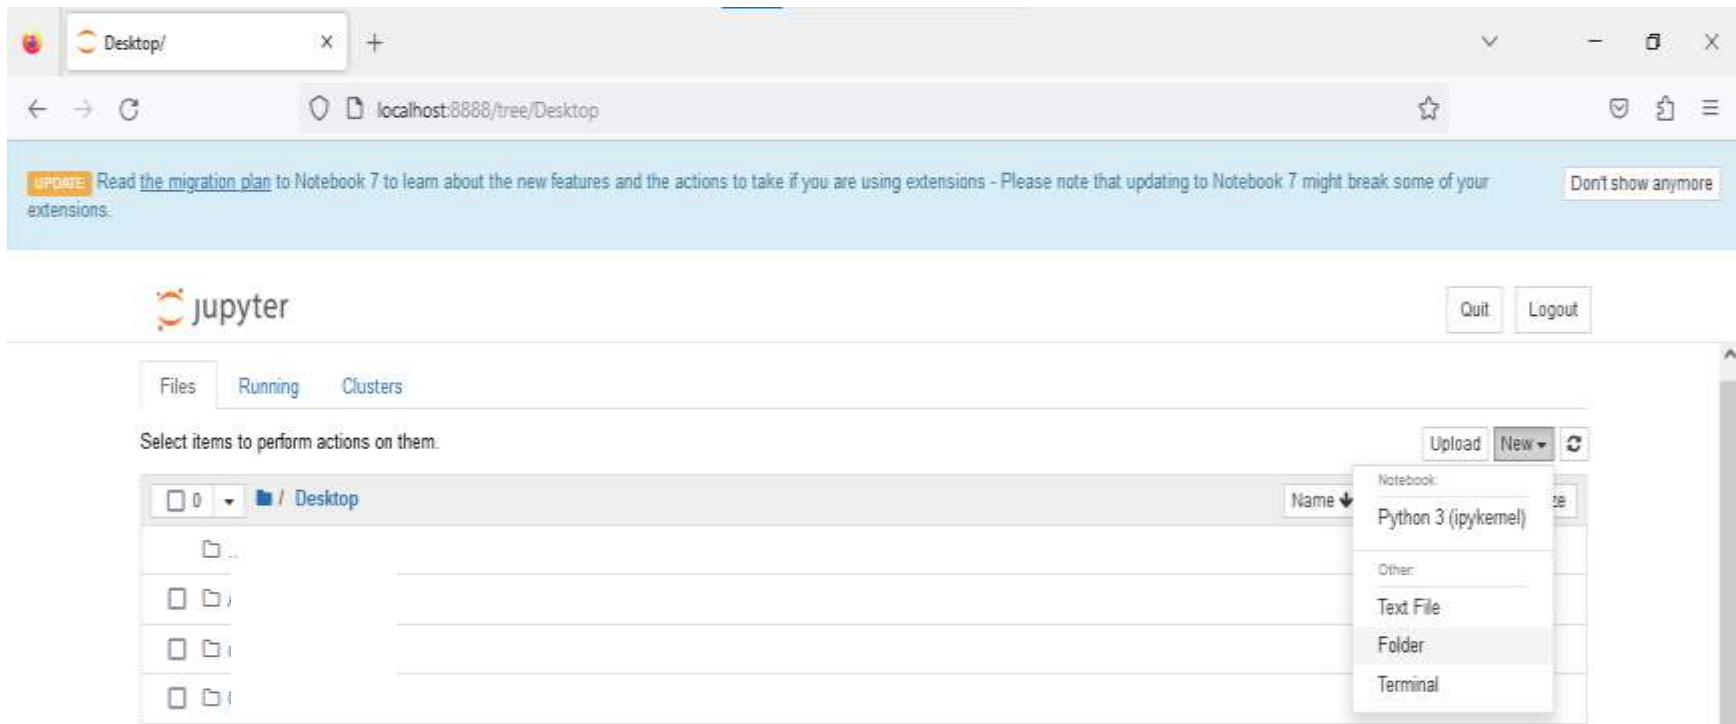 Desktop/
localhost:8888/tree/Desktop
UPDATE Read the migration plan to Notebook 7 to learn about the new features and the actions to take if you are using extensions - Please note that updating to Notebook 7 might break some of your
extensions.
Don't show anymore
jupyter
Quit Logout
Files Running Clusters
Select items to perform actions on them.
Upload New
0 / Desktop
Name
Notebook:
Python 3 (ipykernel)
..
Other:
Text File
Folder
Terminal